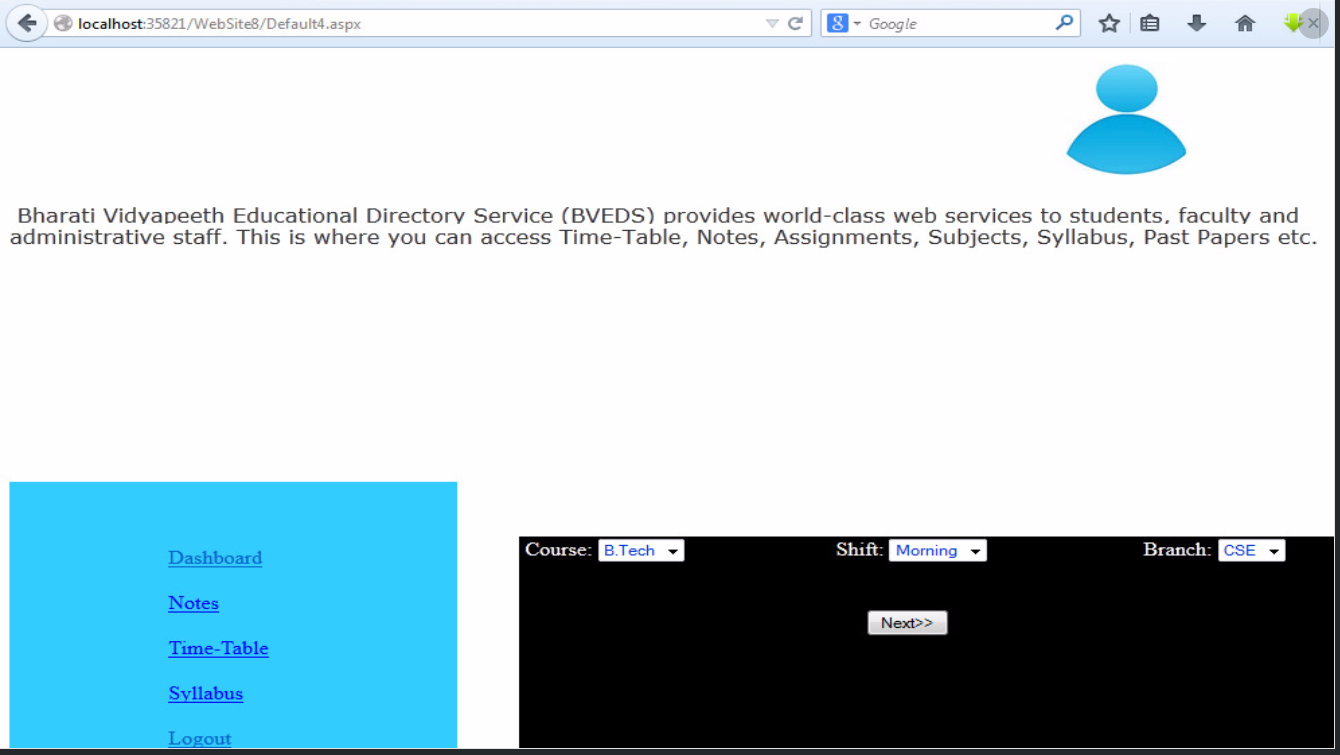 localhost:35821/WebSite8/Default4.aspx
8 Google
Bharati Vidyapeeth Educational Directory Service (BVEDS) provides world-class web services to students, faculty and
administrative staff. This is where you can access Time-Table, Notes, Assignments, Subjects, Syllabus, Past Papers etc.
Course: B.Tech Shift: Morning Branch: CSE
Next>>
Dashboard
Notes
Time-Table
Syllabus
Logout